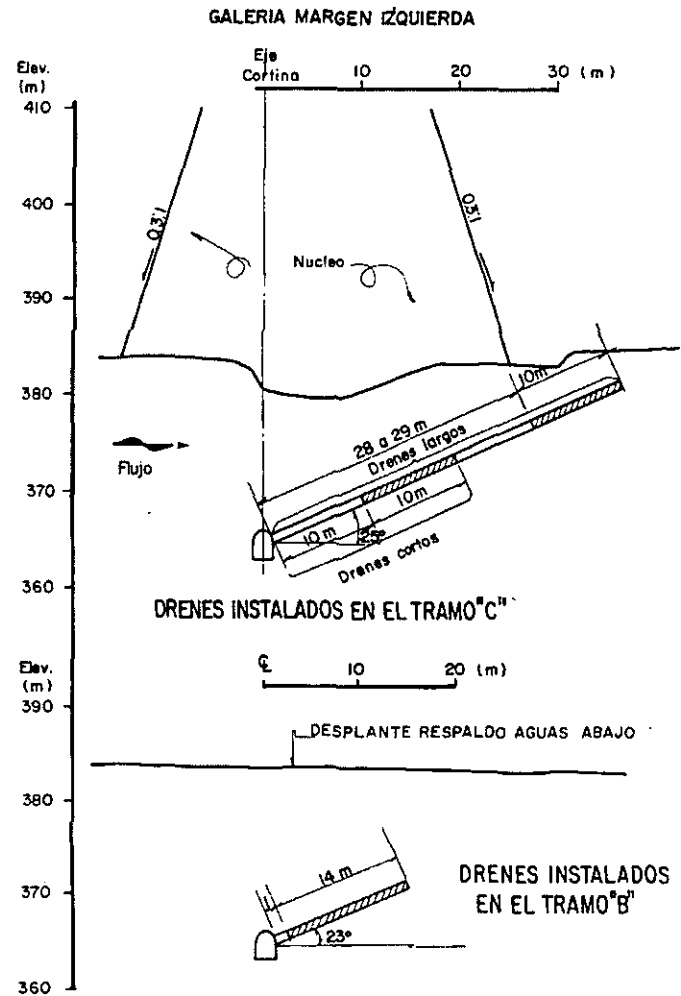 GALERIA MARGEN IZQUIERDA
Eje
Cortina
10
20
30 (m)
Elev.
(m)
410
400
390
380
370
360
0.3:1
0.3:1
Nucleo
10m
28 a 29 m
Drenes largos
Flujo
10m
10m
25°
Drenes cortos
DRENES INSTALADOS EN EL TRAMO "C"
Elev.
(m)
℄
10
20 (m)
390
380
370
360
DESPLANTE RESPALDO AGUAS ABAJO
14 m
23°
DRENES INSTALADOS
EN EL TRAMO "B"